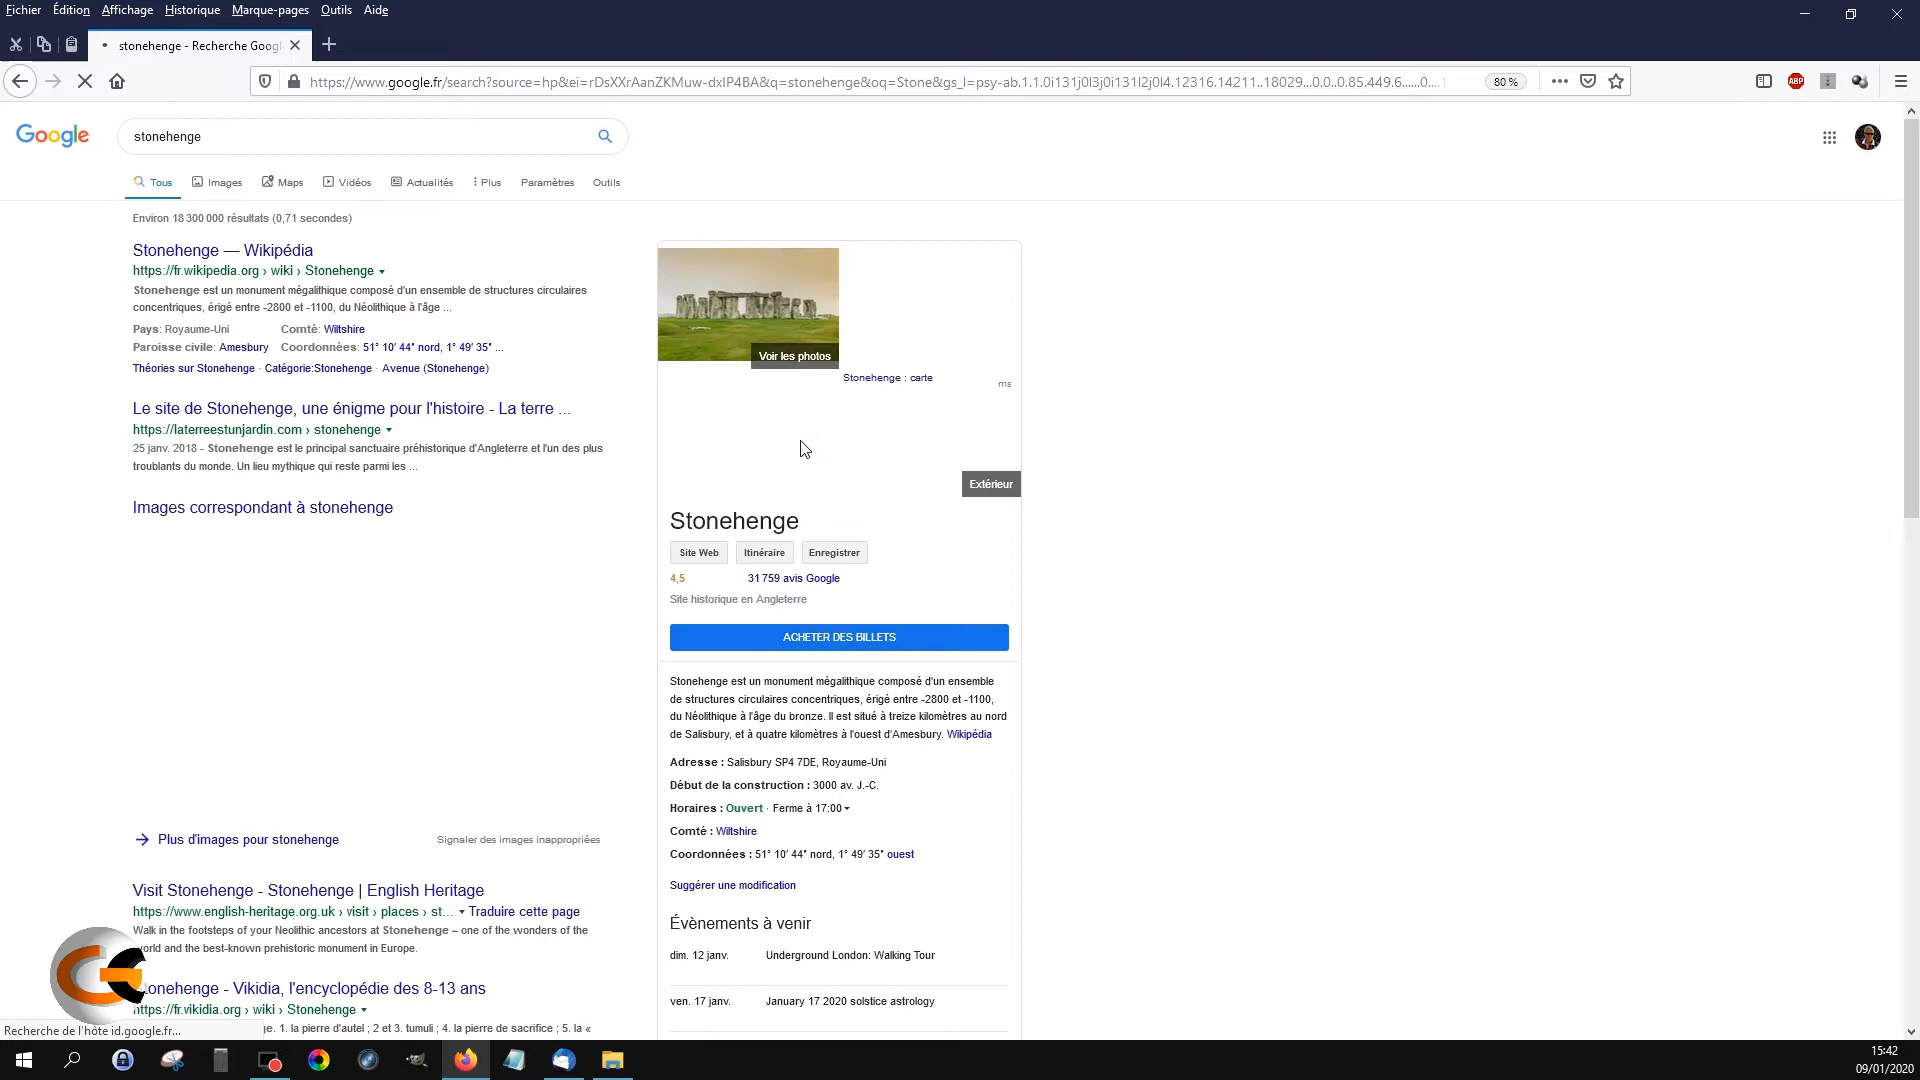 Fichier Édition Affichage Historique Marque-pages Outils Aide
stonehenge - Recherche Googl
https://www.google.fr/search?source=hp&ei=rDsXXrAanZKMuw-dxIP4BA&q=stonehenge&oq=Stone&gs_l=psy-ab.1.1.0i131j0l3j0i131l2j0l4.12316.14211..18029...0.0..0.85.449.6......0....1
80 %
ABP
Google
stonehenge
Tous Images Maps Vidéos Actualités Plus Paramètres Outils
Environ 18 300 000 résultats (0,71 secondes)
Stonehenge — Wikipédia
https://fr.wikipedia.org › wiki › Stonehenge
Stonehenge est un monument mégalithique composé d'un ensemble de structures circulaires
concentriques, érigé entre -2800 et -1100, du Néolithique à l'âge ...
Pays: Royaume-Uni Comté: Wiltshire
Paroisse civile: Amesbury Coordonnées: 51° 10′ 44″ nord, 1° 49′ 35″ ...
Théories sur Stonehenge · Catégorie:Stonehenge · Avenue (Stonehenge)
Le site de Stonehenge, une énigme pour l'histoire - La terre ...
https://laterreestunjardin.com › stonehenge
25 janv. 2018 - Stonehenge est le principal sanctuaire préhistorique d'Angleterre et l'un des plus
troublants du monde. Un lieu mythique qui reste parmi les ...
Images correspondant à stonehenge
Plus d'images pour stonehenge
Signaler des images inappropriées
Visit Stonehenge - Stonehenge | English Heritage
https://www.english-heritage.org.uk › visit › places › st... Traduire cette page
Walk in the footsteps of your Neolithic ancestors at Stonehenge – one of the wonders of the
world and the best-known prehistoric monument in Europe.
tonehenge - Vikidia, l'encyclopédie des 8-13 ans
https://fr.vikidia.org › wiki › Stonehenge
ge. 1. la pierre d'autel ; 2 et 3. tumuli ; 4. la pierre de sacrifice ; 5. la «
Recherche de l'hôte id.google.fr...
Voir les photos
Stonehenge : carte
ms
Extérieur
Stonehenge
Site Web Itinéraire Enregistrer
4,5 31 759 avis Google
Site historique en Angleterre
ACHETER DES BILLETS
Stonehenge est un monument mégalithique composé d'un ensemble
de structures circulaires concentriques, érigé entre -2800 et -1100,
du Néolithique à l'âge du bronze. Il est situé à treize kilomètres au nord
de Salisbury, et à quatre kilomètres à l'ouest d'Amesbury. Wikipédia
Adresse : Salisbury SP4 7DE, Royaume-Uni
Début de la construction : 3000 av. J.-C.
Horaires : Ouvert · Ferme à 17:00
Comté : Wiltshire
Coordonnées : 51° 10′ 44″ nord, 1° 49′ 35″ ouest
Suggérer une modification
Évènements à venir
dim. 12 janv. Underground London: Walking Tour
ven. 17 janv. January 17 2020 solstice astrology
15:42
09/01/2020